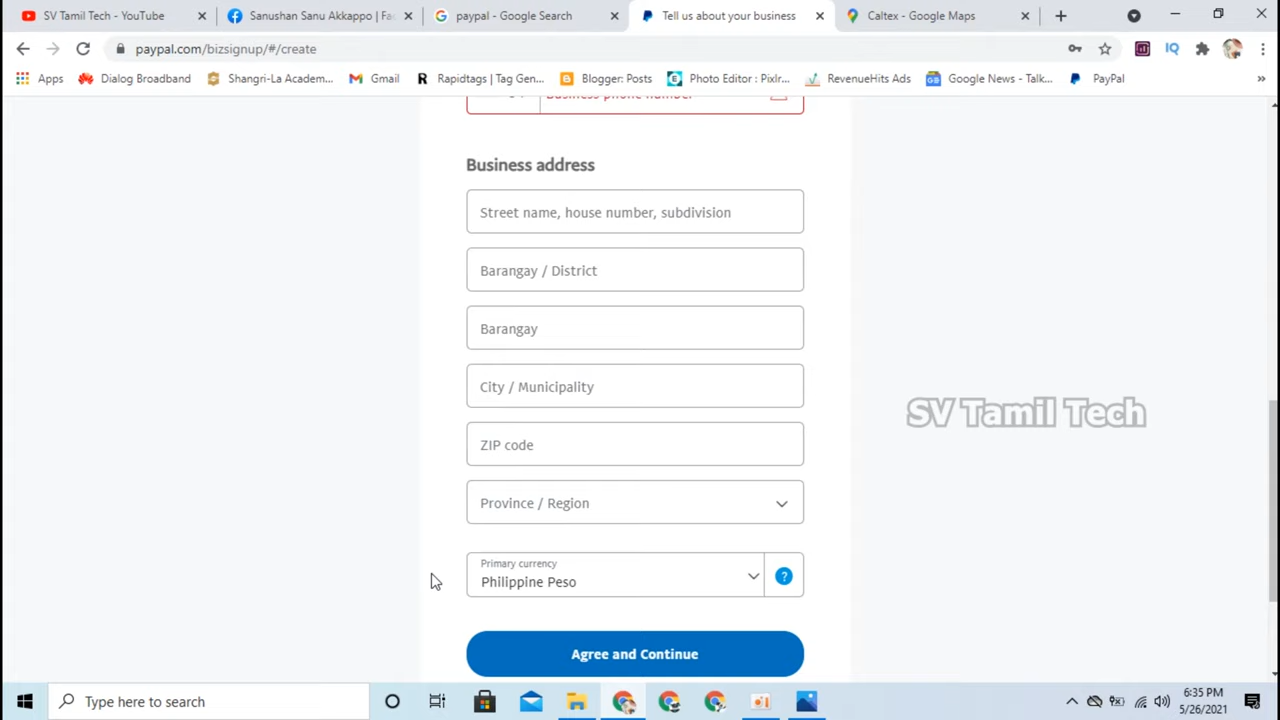 SV Tamil Tech - YouTube
Sanushan Sanu Akkappo | Fac
paypal - Google Search
Tell us about your business
Caltex - Google Maps
paypal.com/bizsignup/#/create
Apps
Dialog Broadband
Shangri-La Academ...
Gmail
Rapidtags | Tag Gen...
Blogger: Posts
Photo Editor : Pixlr...
RevenueHits Ads
Google News - Talk...
PayPal
Business phone number
Business address
Street name, house number, subdivision
Barangay / District
Barangay
City / Municipality
SV Tamil Tech
ZIP code
Province / Region
Primary currency
Philippine Peso
Agree and Continue
Type here to search
6:35 PM
5/26/2021